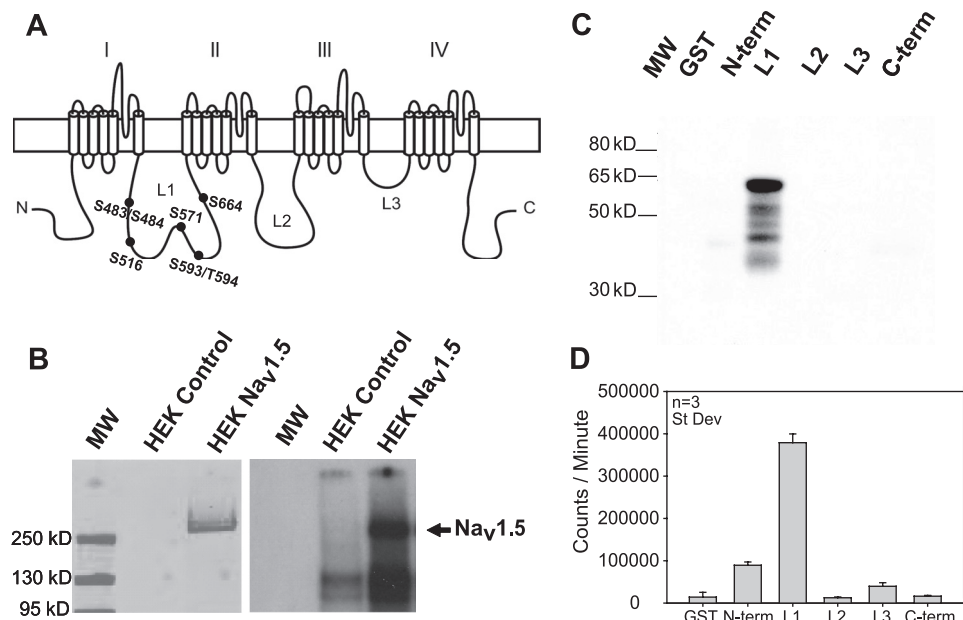 A
I II III IV
N
L1
S483/S484
S571
S664
S516
S593/T594
L2
L3
C
B
MW
HEK Control
HEK Nav1.5
MW
HEK Control
HEK Nav1.5
250 kD
130 kD
95 kD
Nav1.5
C
MW
GST
N-term
L1
L2
L3
C-term
80 kD
65 kD
50 kD
30 kD
D
n=3
St Dev
Counts / Minute
500000
400000
300000
200000
100000
0
GST N-term L1 L2 L3 C-term